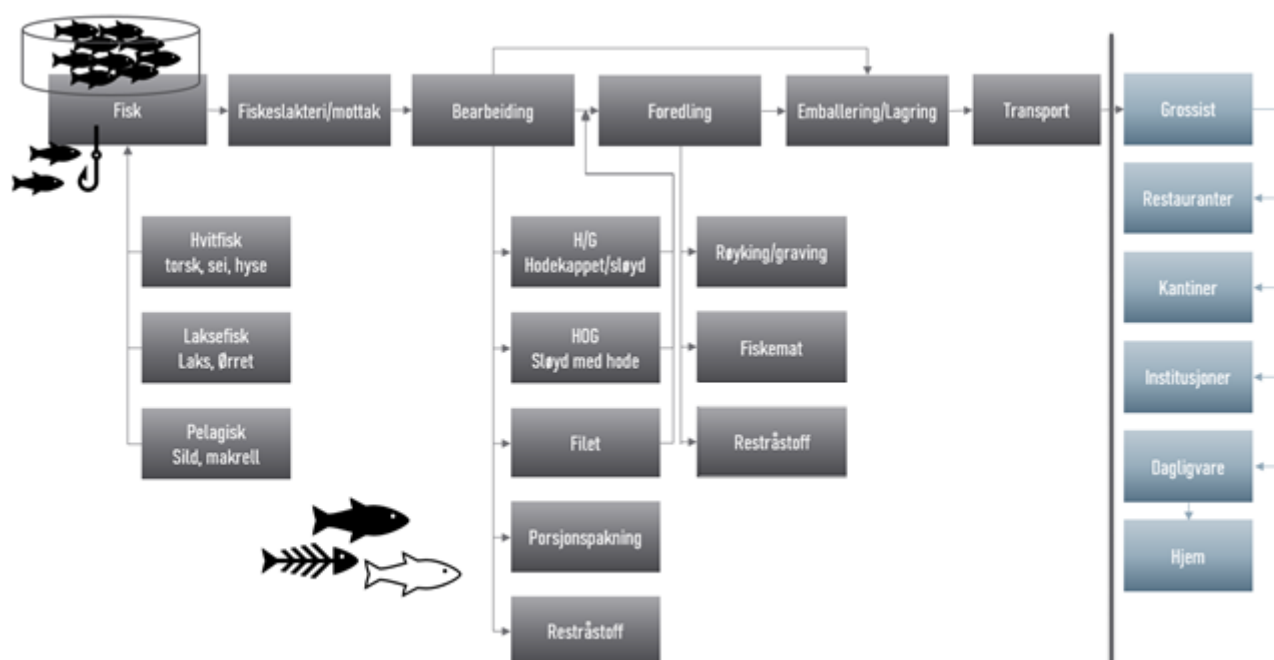 Fisk
Fiskeslakteri/mottak
Bearbeiding
Foredling
Emballering/Lagring
Transport
Grossist
Hvitfisk
torsk, sei, hyse
Laksefisk
Laks, Ørret
Pelagisk
Sild, makrell
H/G
Hodekappet/sløyd
HOG
Sløyd med hode
Filet
Porsjonspakning
Restråstoff
Røyking/graving
Fiskemat
Restråstoff
Restauranter
Kantiner
Institusjoner
Dagligvare
Hjem